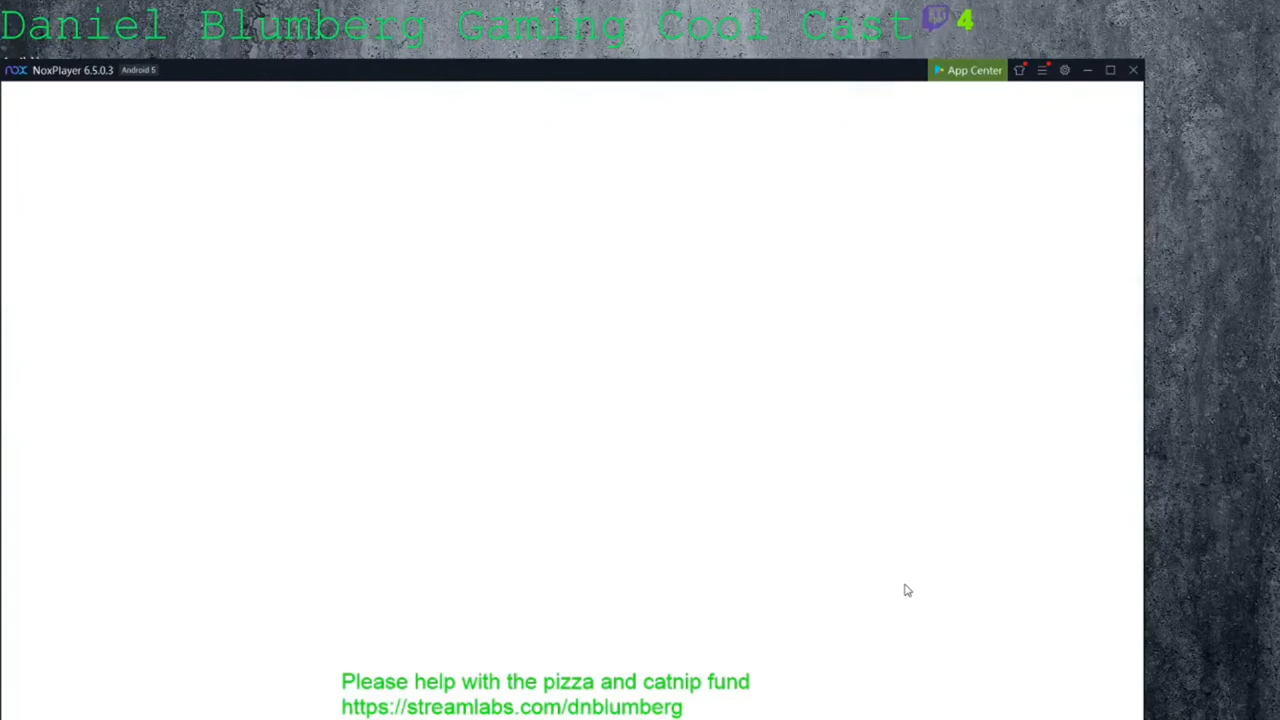 Daniel Blumberg Gaming Cool Cast 4
nox NoxPlayer 6.5.0.3 Android 5 App Center
Please help with the pizza and catnip fund
https://streamlabs.com/dnblumberg